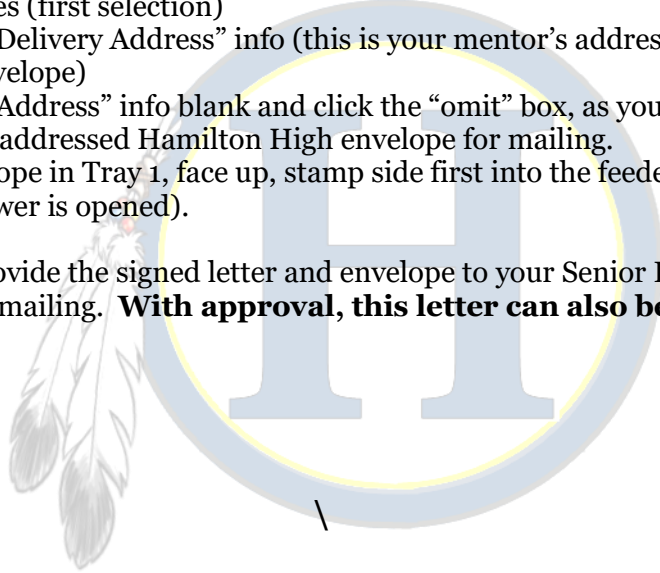 es (first selection)
Delivery Address” info (this is your mentor’s addres
velope)
Address” info blank and click the “omit” box, as you
addressed Hamilton High envelope for mailing.
ope in Tray 1, face up, stamp side first into the feede
wer is opened).
ovide the signed letter and envelope to your Senior
mailing. With approval, this letter can also be
H
\